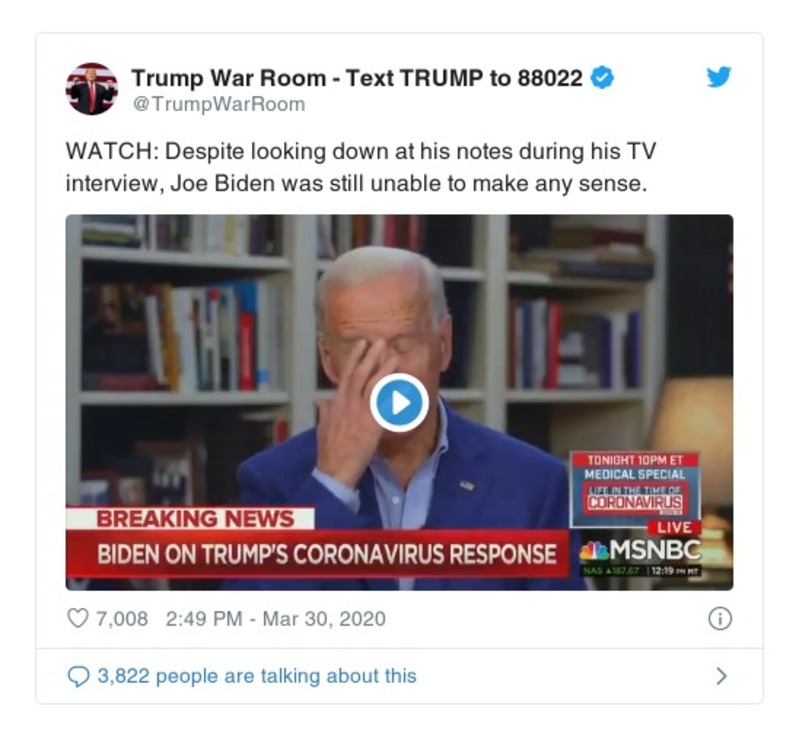 Trump War Room - Text TRUMP to 88022
@TrumpWarRoom
WATCH: Despite looking down at his notes during his TV
interview, Joe Biden was still unable to make any sense.
TONIGHT 10PM ET
MEDICAL SPECIAL
LIFE IN THE TIME OF
CORONAVIRUS
BREAKING NEWS
LIVE
BIDEN ON TRUMP'S CORONAVIRUS RESPONSE
MSNBC
NAS ▲187.67 12:19 PM MT
7,008 2:49 PM - Mar 30, 2020
3,822 people are talking about this